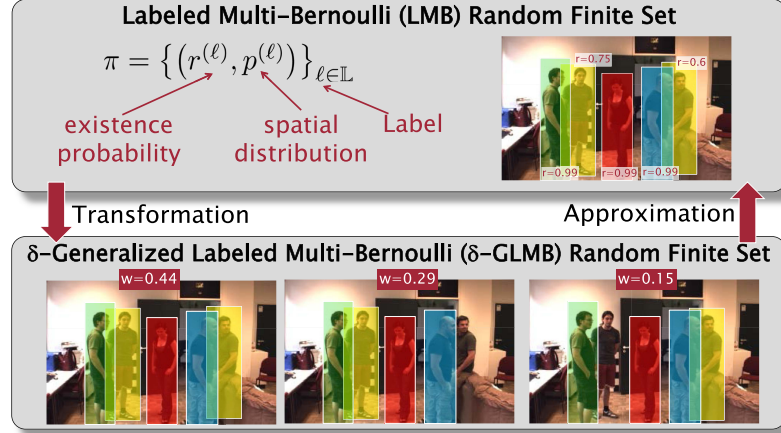 Labeled Multi-Bernoulli (LMB) Random Finite Set
π = {(r^(ℓ), p^(ℓ))}_ℓ∈𝕃
existence
probability
spatial
distribution
Label
r=0.75
r=0.6
r=0.99
r=0.99
r=0.99
Transformation
Approximation
δ-Generalized Labeled Multi-Bernoulli (δ-GLMB) Random Finite Set
w=0.44
w=0.29
w=0.15